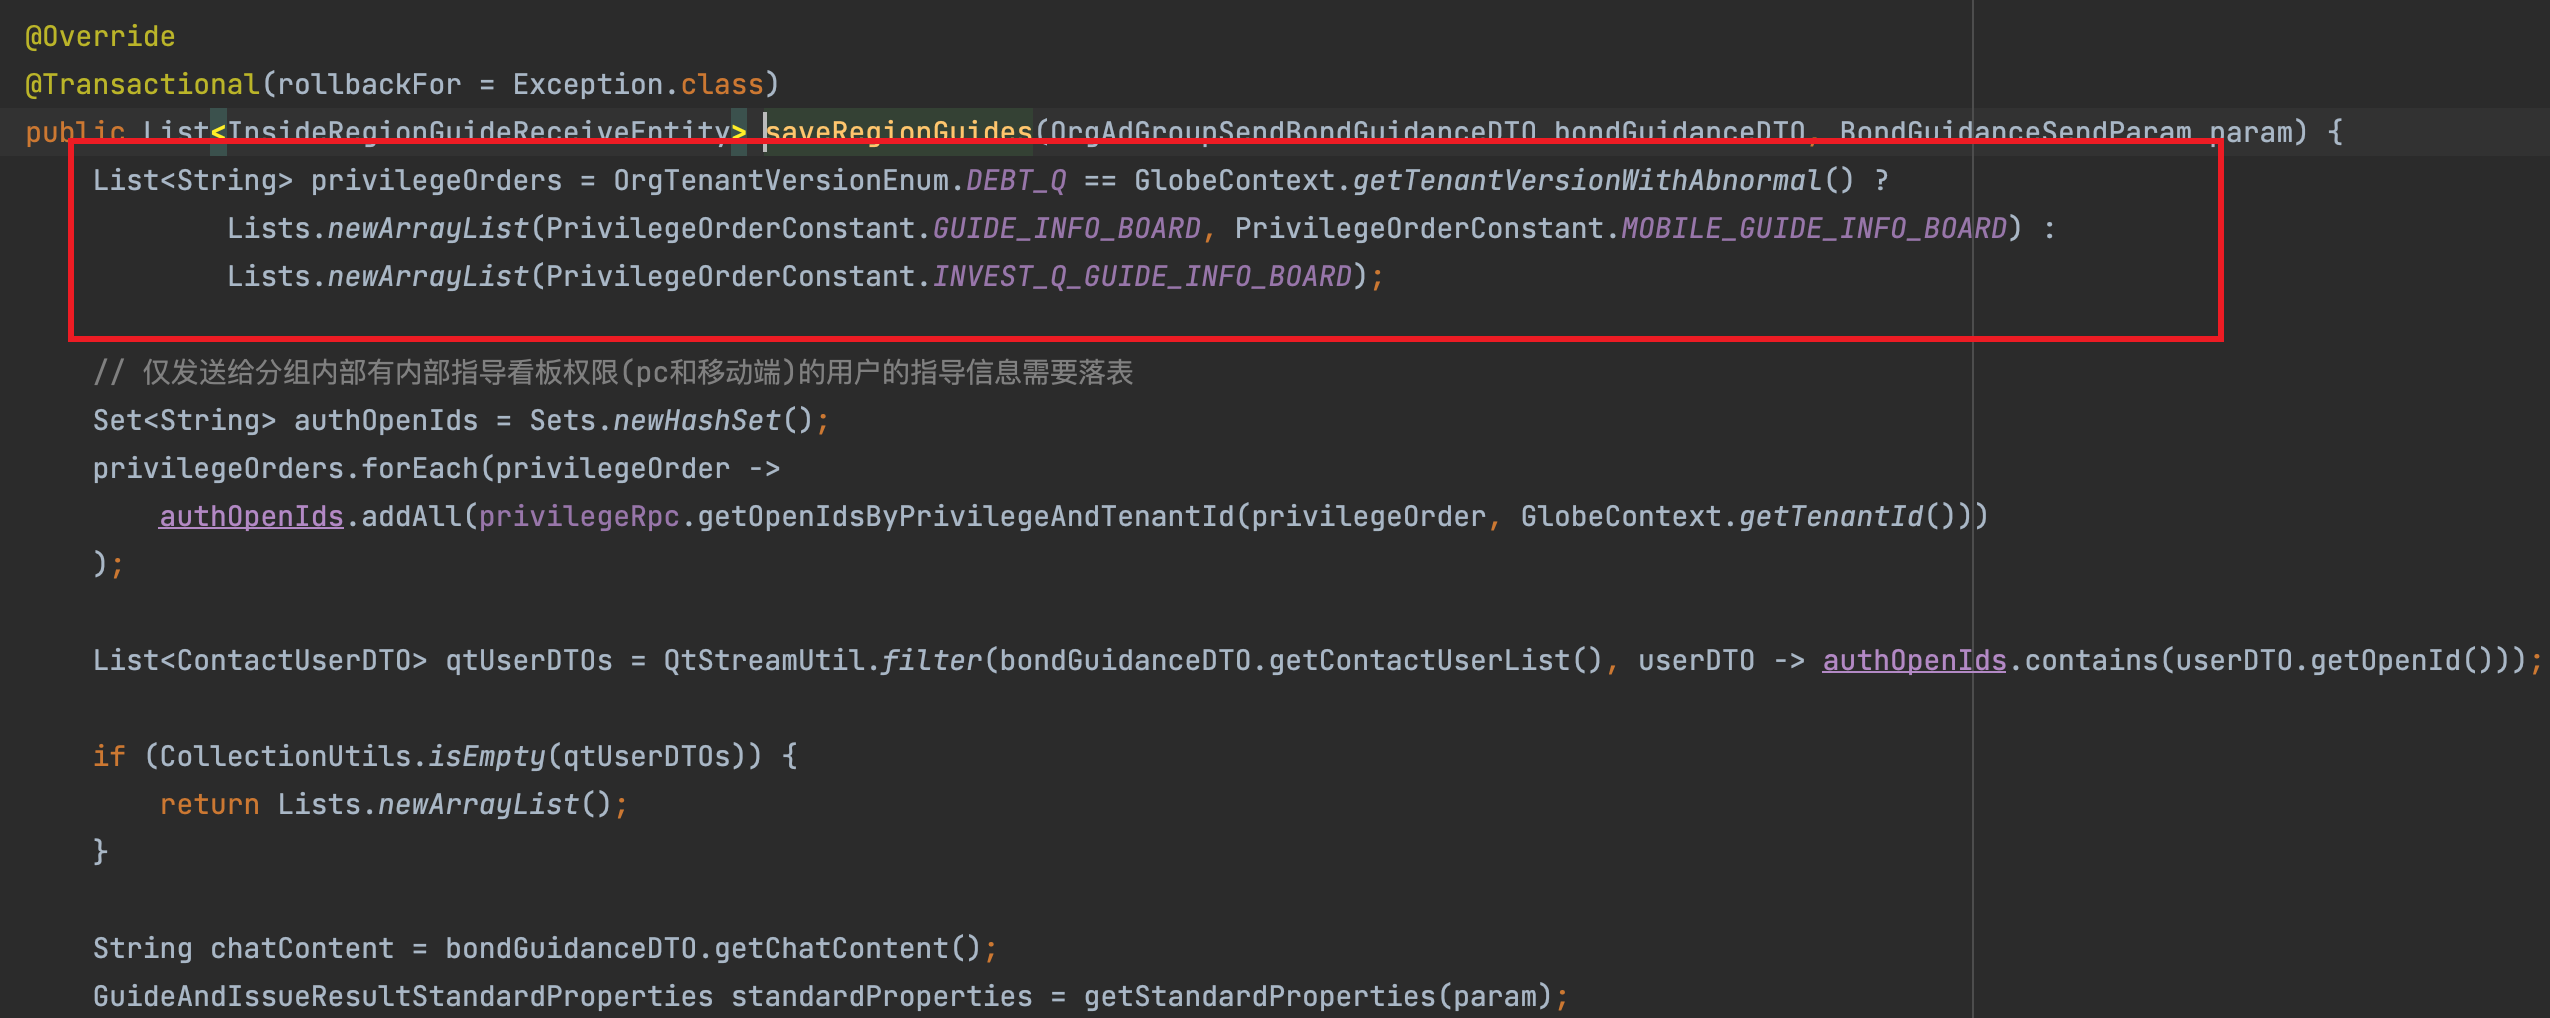 @Override
@Transactional(rollbackFor = Exception.class)
public List<InsideRegionGuideReceiveEntity> saveRegionGuides(OrgAdGroupSendBondGuidanceDTO bondGuidanceDTO, BondGuidanceSendParam param) {
List<String> privilegeOrders = OrgTenantVersionEnum.DEBT_Q == GlobeContext.getTenantVersionWithAbnormal() ?
Lists.newArrayList(PrivilegeOrderConstant.GUIDE_INFO_BOARD, PrivilegeOrderConstant.MOBILE_GUIDE_INFO_BOARD) :
Lists.newArrayList(PrivilegeOrderConstant.INVEST_Q_GUIDE_INFO_BOARD);
// 仅发送给分组内部有内部指导看板权限(pc和移动端)的用户的指导信息需要落表
Set<String> authOpenIds = Sets.newHashSet();
privilegeOrders.forEach(privilegeOrder ->
authOpenIds.addAll(privilegeRpc.getOpenIdsByPrivilegeAndTenantId(privilegeOrder, GlobeContext.getTenantId()))
);
List<ContactUserDTO> qtUserDTOs = QtStreamUtil.filter(bondGuidanceDTO.getContactUserList(), userDTO -> authOpenIds.contains(userDTO.getOpenId()));
if (CollectionUtils.isEmpty(qtUserDTOs)) {
return Lists.newArrayList();
}
String chatContent = bondGuidanceDTO.getChatContent();
GuideAndIssueResultStandardProperties standardProperties = getStandardProperties(param);